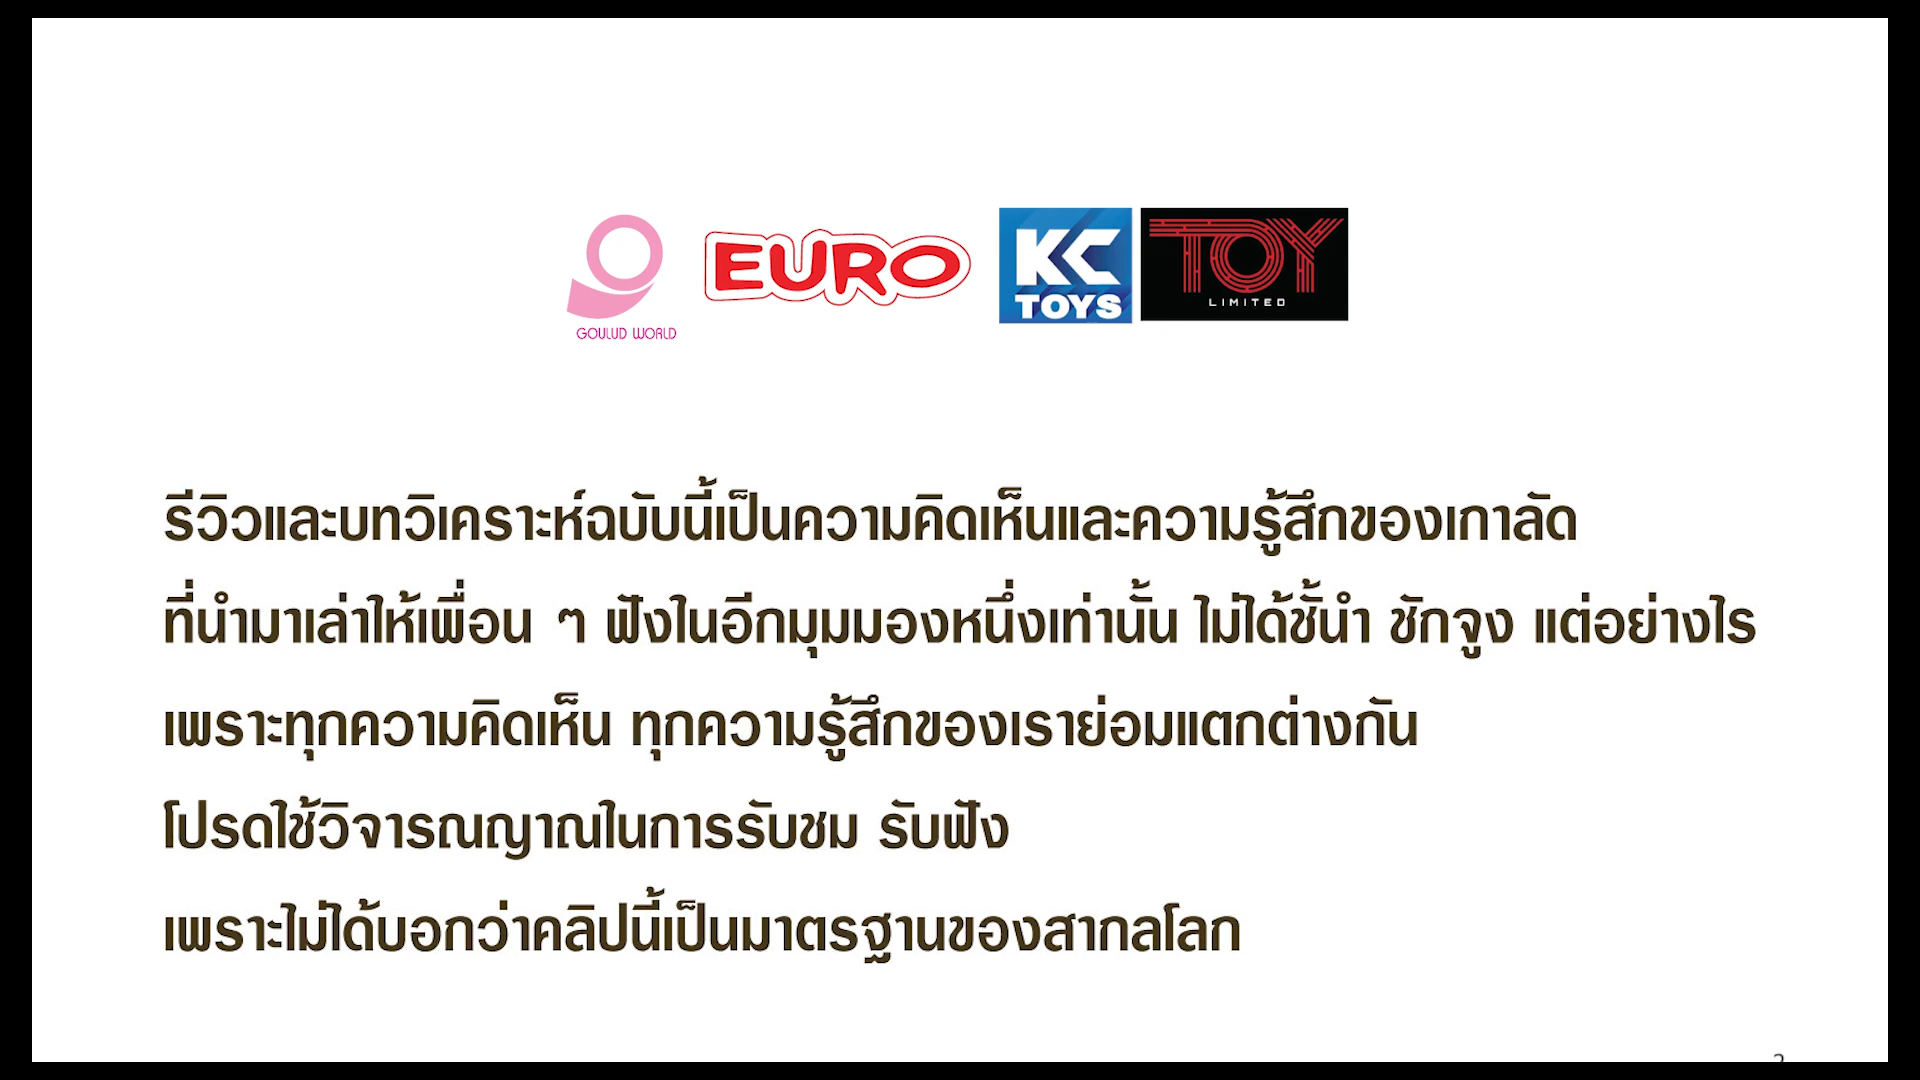 GOULUD WORLD
EURO
KC
TOYS
TOY
LIMITED
รีวิวและบทวิเคราะห์ฉบับนี้เป็นความคิดเห็นและความรู้สึกของเกาลัด
ที่นำมาเล่าให้เพื่อน ๆ ฟังในอีกมุมมองหนึ่งเท่านั้น ไม่ได้ชั้นำ ชักจูง แต่อย่างไร
เพราะทุกความคิดเห็น ทุกความรู้สึกของเราย่อมแตกต่างกัน
โปรดใช้วิจารณญาณในการรับชม รับฟัง
เพราะไม่ได้บอกว่าคลิปนี้เป็นมาตรฐานของสากลโลก